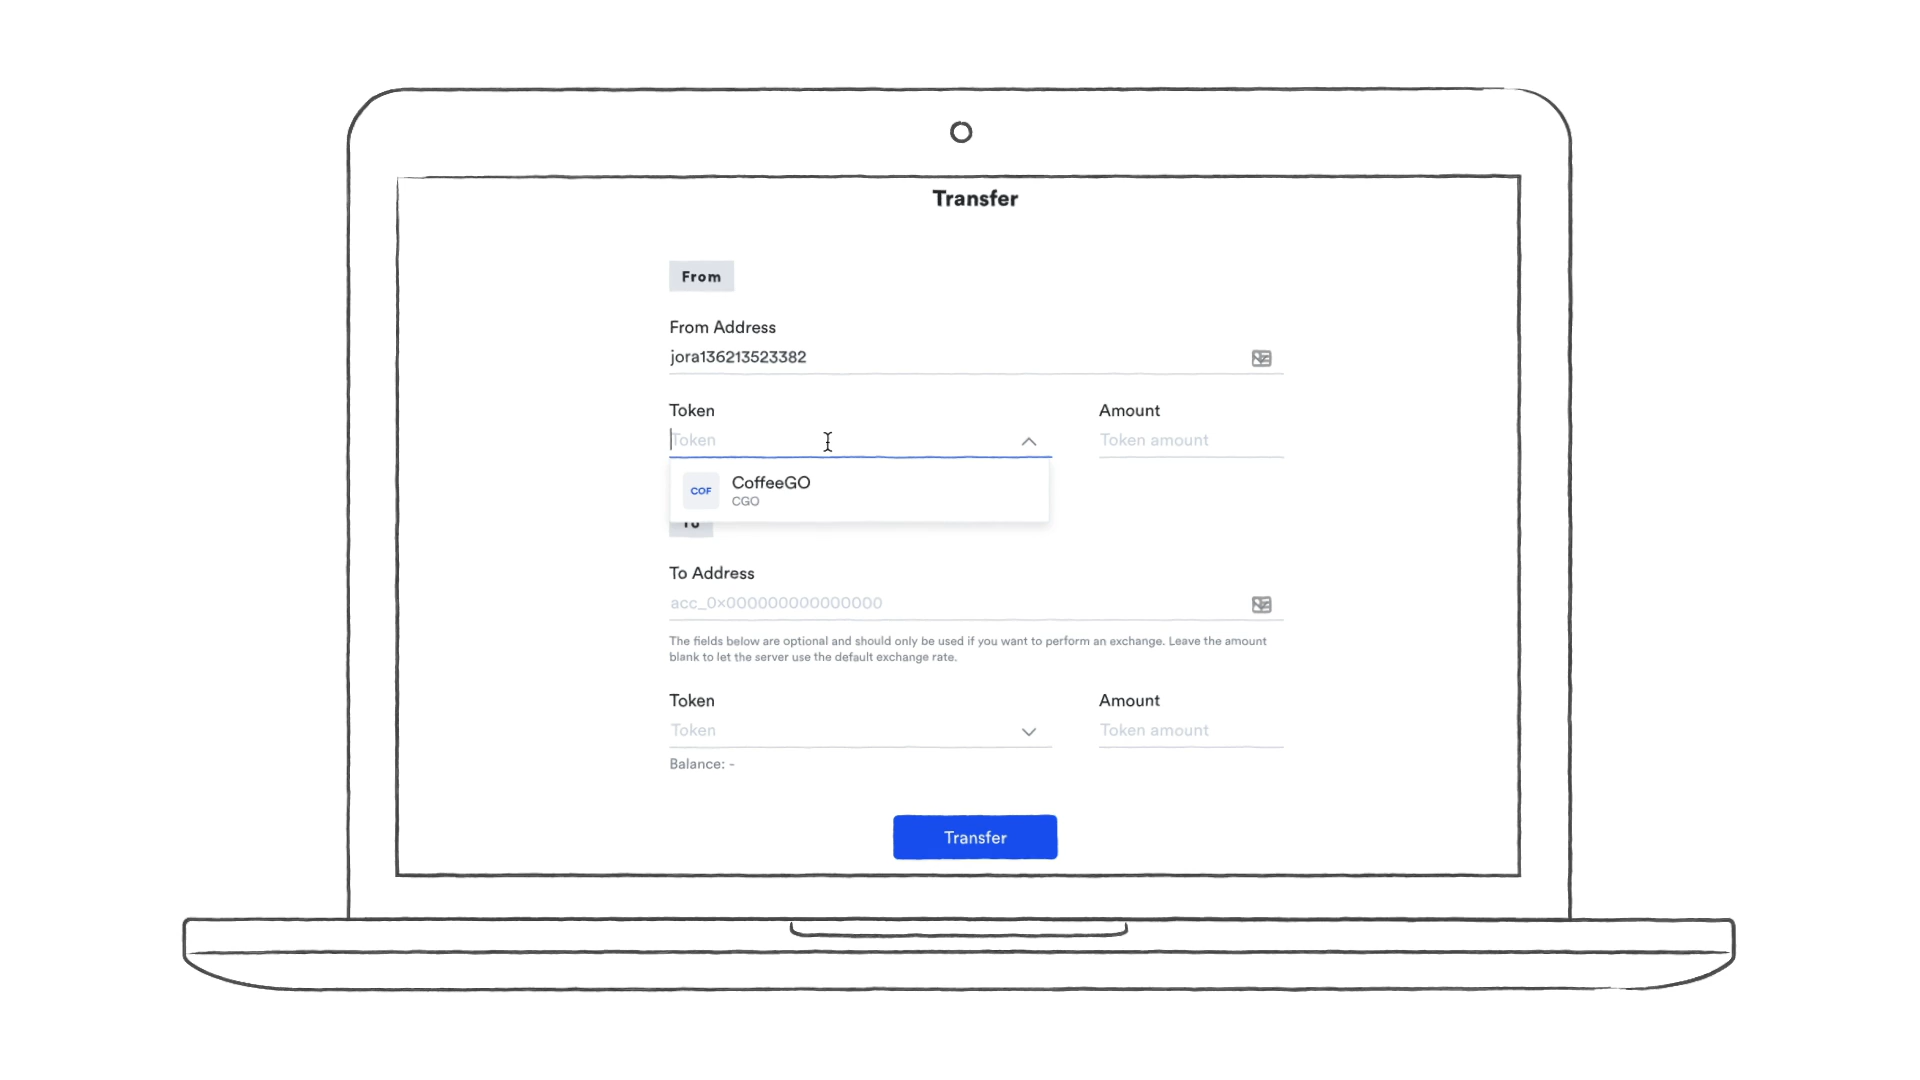 Transfer
From
From Address
jora136213523382
Token Amount
Token Token amount
COF CoffeeGO
CGO
To
To Address
acc_0x000000000000000
The fields below are optional and should only be used if you want to perform an exchange. Leave the amount
blank to let the server use the default exchange rate.
Token Amount
Token Token amount
Balance: -
Transfer